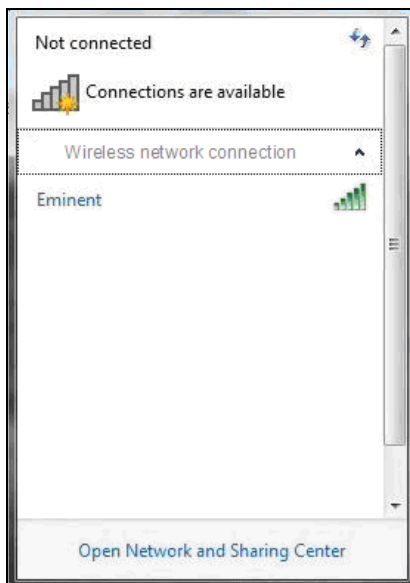 Not connected
Connections are available
Wireless network connection
Eminent
Open Network and Sharing Center